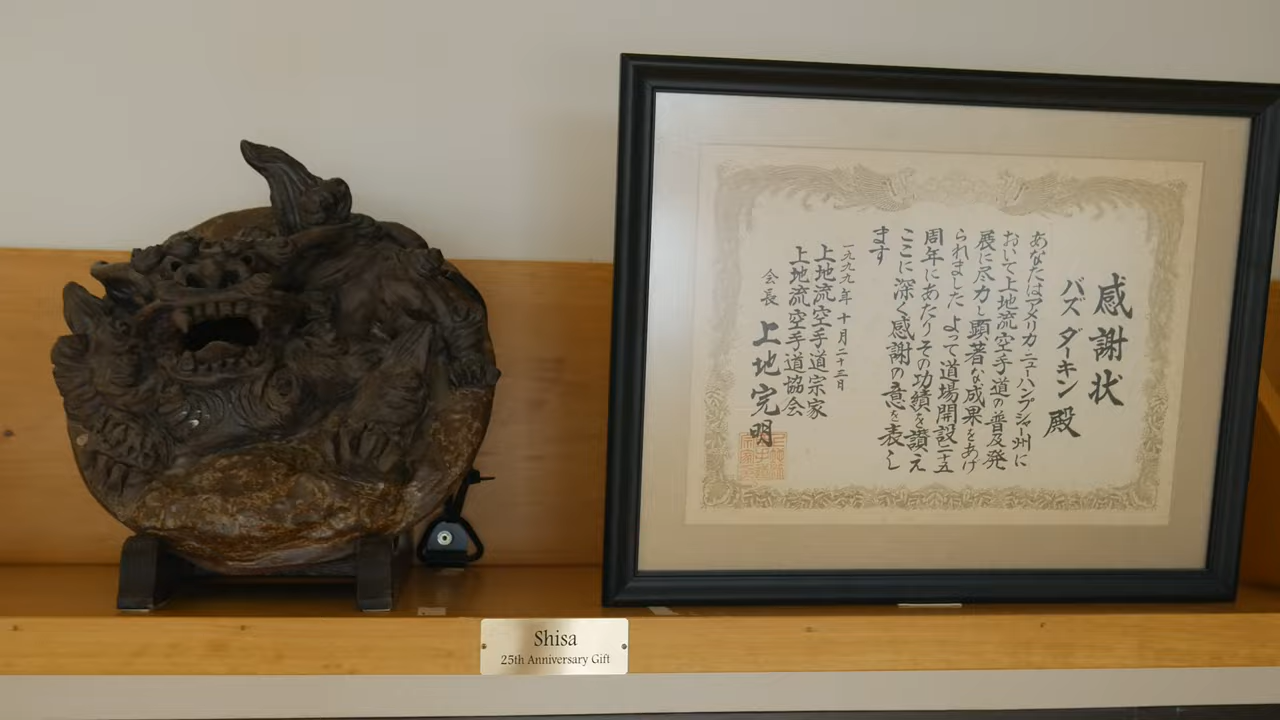 感謝状
バズ ダーキン 殿
あなたはアメリカ ニューハンプシャー州に
おいて上地流空手道の普及発
展に尽力し顕著な成果をあげ
られました よって道場開設二十五
周年にあたりその功績を讃え
ここに深く感謝の意を表し
ます
一九九九年十月二十三日
上地流空手道宗家
上地流空手道協会
会長 上地完明
Shisa
25th Anniversary Gift